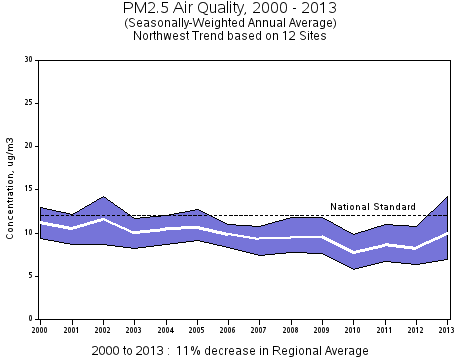 PM2.5 Air Quality, 2000 - 2013
(Seasonally-Weighted Annual Average)
Northwest Trend based on 12 Sites
Concentration, ug/m3
30
25
20
15
10
5
0
National Standard
2000 2001 2002 2003 2004 2005 2006 2007 2008 2009 2010 2011 2012 2013
2000 to 2013 : 11% decrease in Regional Average